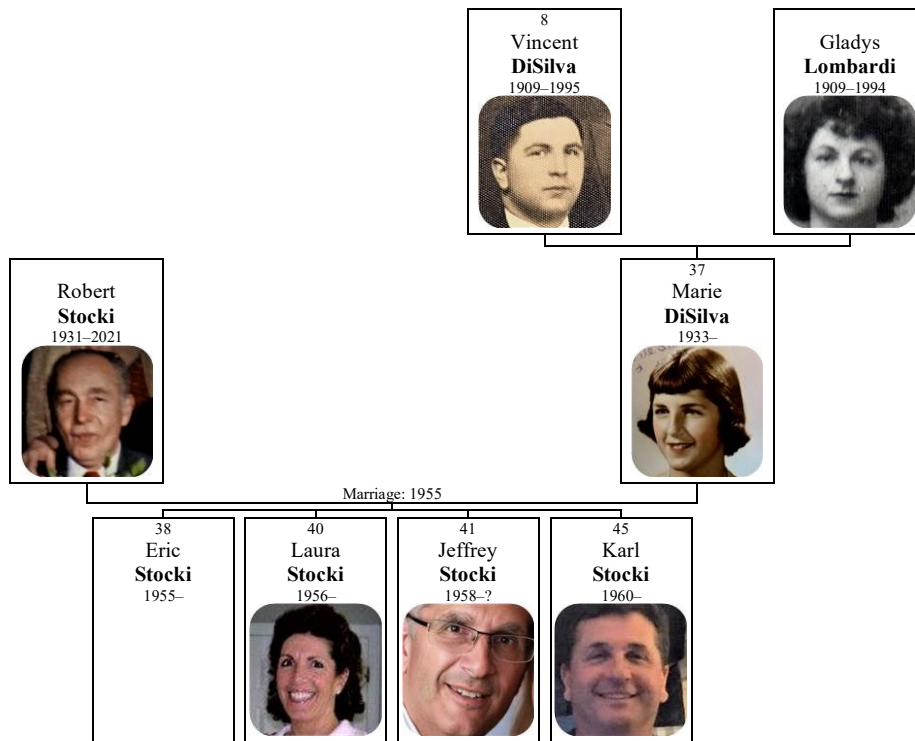 8
Vincent
DiSilva
1909–1995
Gladys
Lombardi
1909–1994
Robert
Stocki
1931–2021
37
Marie
DiSilva
1933–
Marriage: 1955
38
Eric
Stocki
1955–
40
Laura
Stocki
1956–
41
Jeffrey
Stocki
1958–?
45
Karl
Stocki
1960–